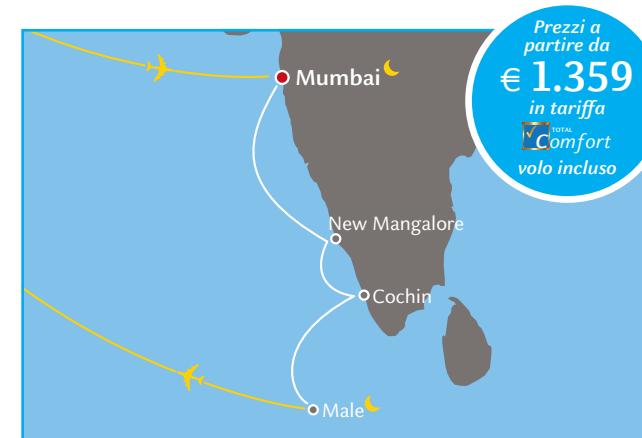 Prezzi a
partire da
€ 1.359
in tariffa
TOTAL
Comfort
volo incluso
Mumbai
New Mangalore
Cochin
Male